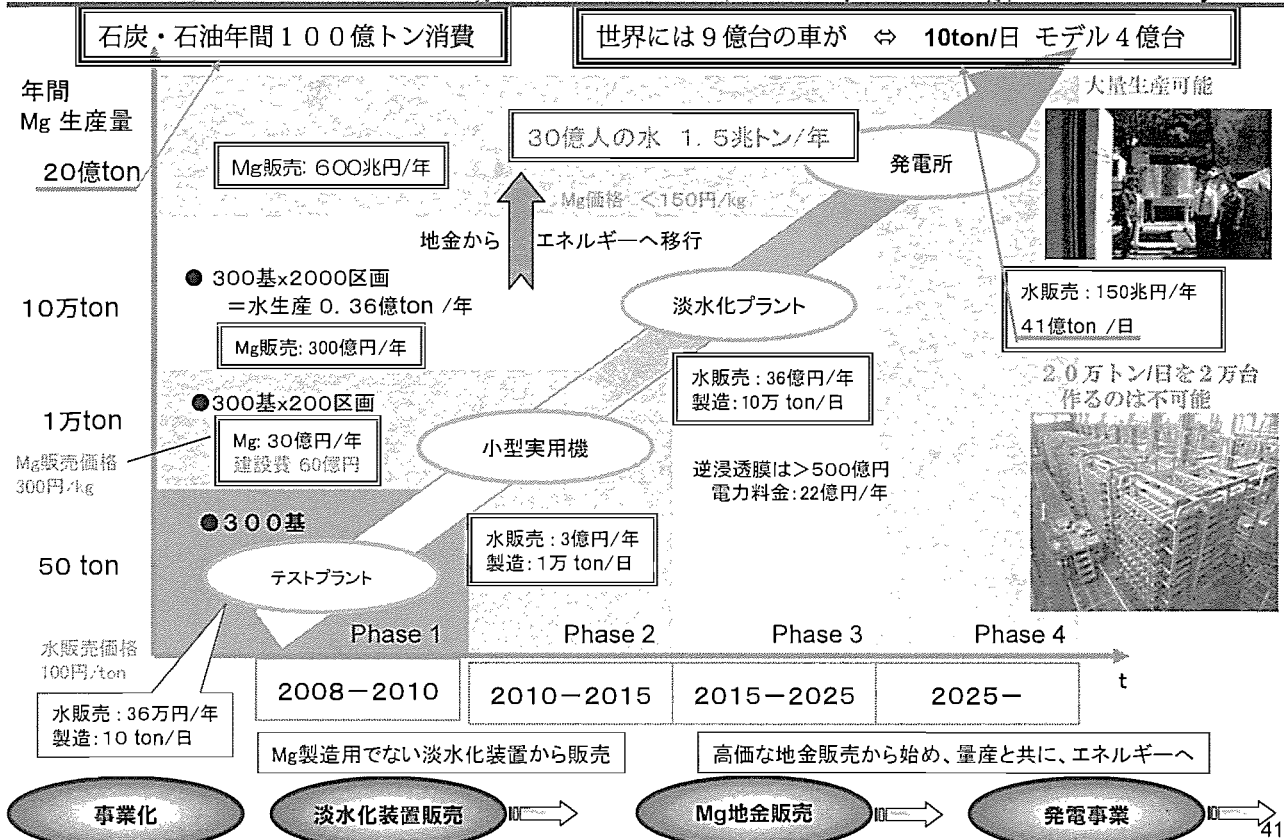 石炭・石油年間１００億トン消費
世界には９億台の車が ⇔ 10ton/日 モデル４億台
年間
Mg 生産量
大量生産可能
30億人の水 1. 5兆トン/年
発電所
20億ton
Mg販売: 600兆円/年
Mg価格 <150円/kg
地金から
エネルギーへ移行
● 300基x2000区画
＝水生産 0. 36億ton /年
10万ton
淡水化プラント
水販売：150兆円/年
41億ton /日
Mg販売: 300億円/年
水販売：36億円/年
製造：10万 ton/日
２０万トン/日を２万台
作るのは不可能
●300基x200区画
1万ton
Mg: 30億円/年
建設費 60億円
小型実用機
Mg販売価格
300円/kg
逆浸透膜は＞500億円
電力料金：22億円/年
●３００基
水販売：3億円/年
製造：1万 ton/日
50 ton
テストプラント
Phase 1
Phase 2
Phase 3
Phase 4
水販売価格
100円/ton
t
2008－2010
2010－2015
2015－2025
2025－
水販売：36万円/年
製造：10 ton/日
Mg製造用でない淡水化装置から販売
高価な地金販売から始め、量産と共に、エネルギーへ
事業化
淡水化装置販売
Mg地金販売
発電事業
41